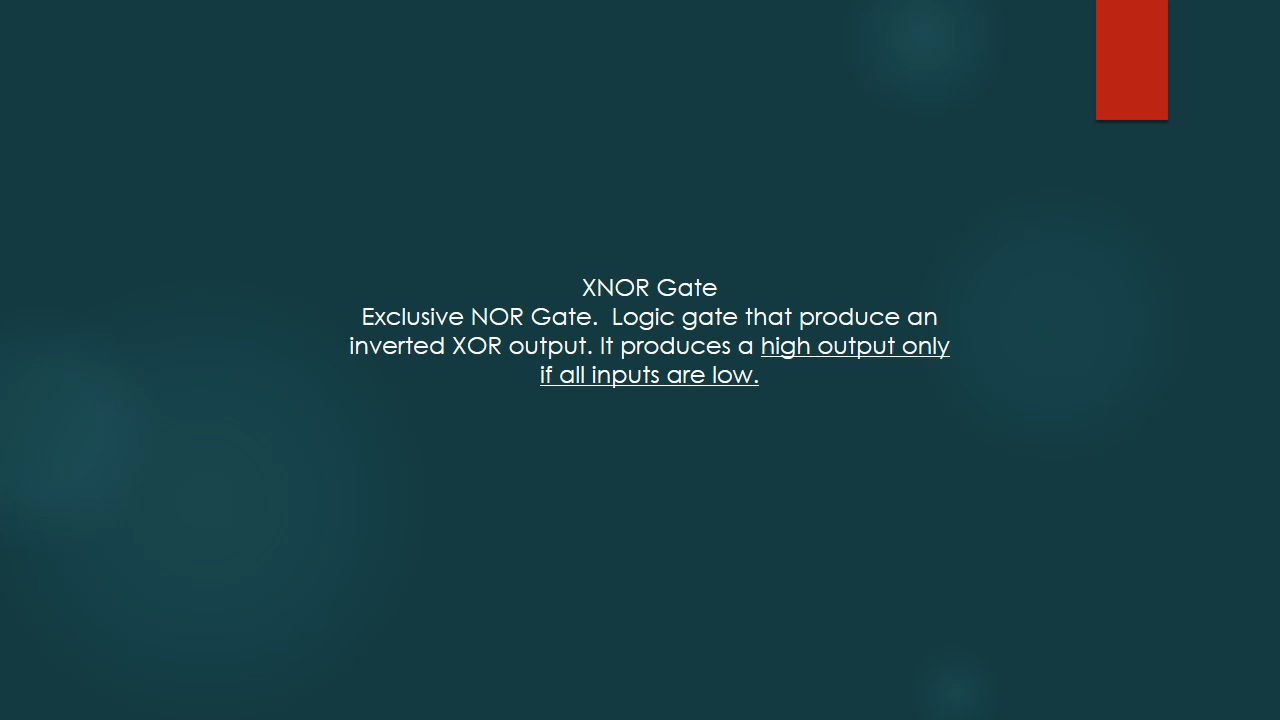 XNOR Gate
Exclusive NOR Gate.  Logic gate that produce an
inverted XOR output. It produces a high output only
if all inputs are low.